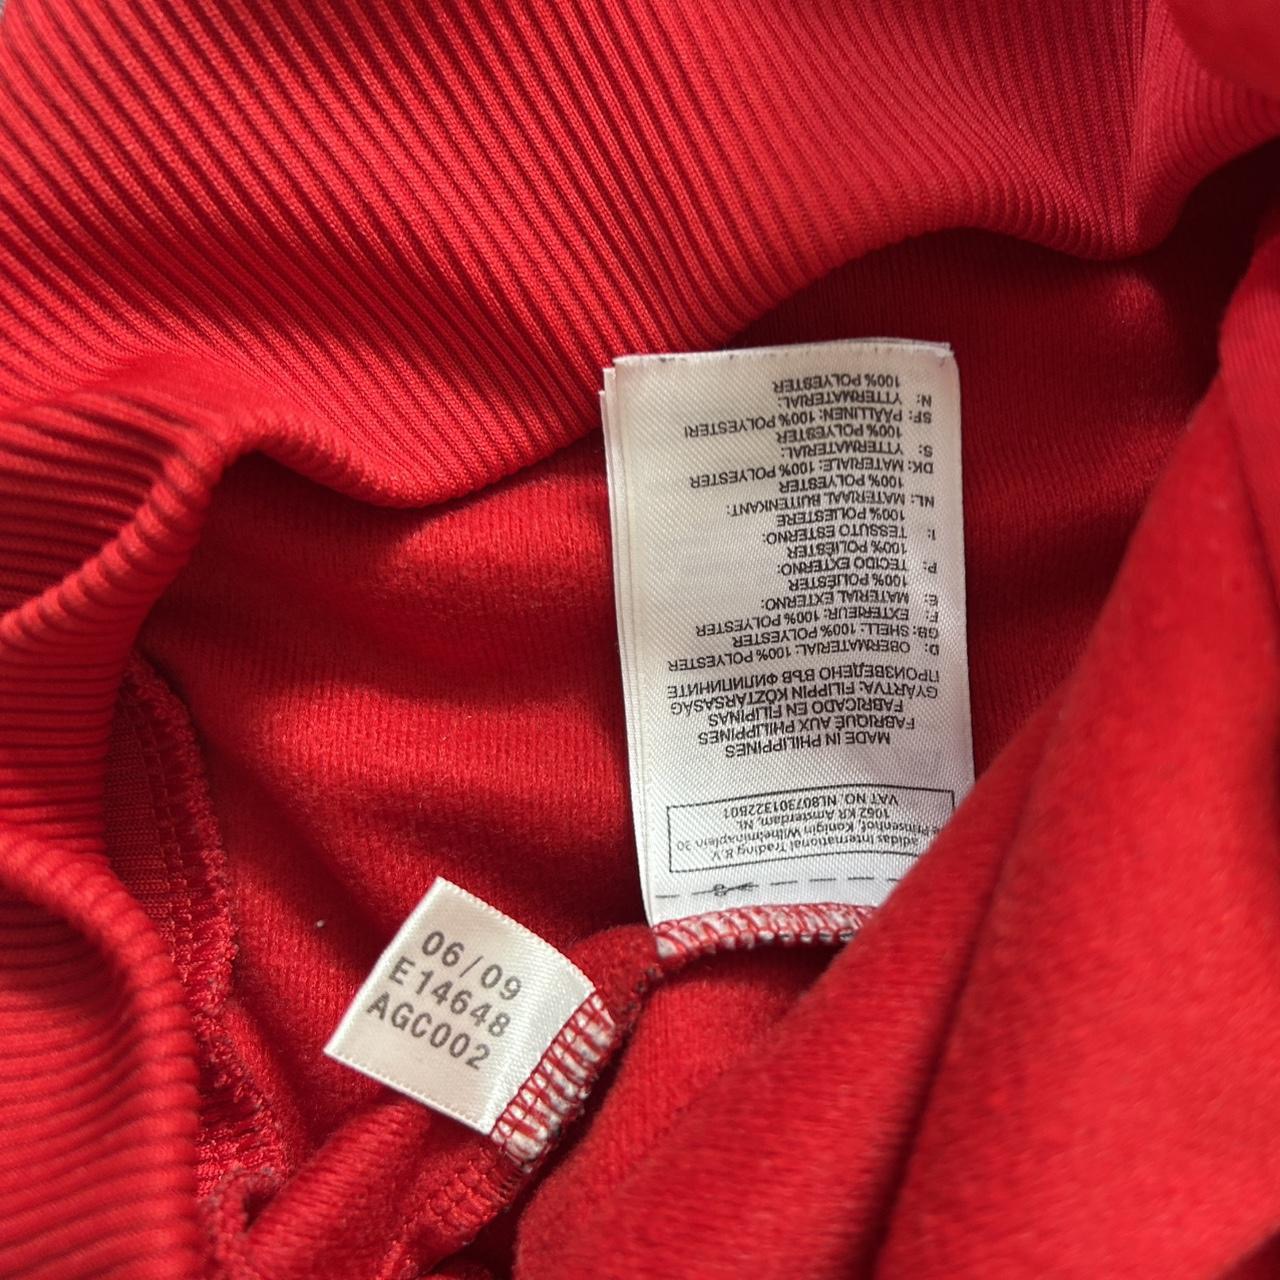 06/09
E14648
AGC002
adidas International Trading B.V.
Prinsenhof, Konigin Wilhelminaplein 30
1062 KR Amsterdam, NL
VAT NO. NL807301322B01
MADE IN PHILIPPINES
FABRIQUÉ AUX PHILIPPINES
FABRICADO EN FILIPINAS
GYÁRTVA: FILIPPIN KÖZTÁRSASÁG
ПРОИЗВЕДЕНО ВЪВ ФИЛИПИНИТЕ
D: OBERMATERIAL: 100% POLYESTER
GB: SHELL: 100% POLYESTER
F: EXTERIEUR: 100% POLYESTER
E: MATERIAL EXTERNO:
100% POLIÉSTER
P: TECIDO EXTERNO:
100% POLIÉSTER
I: TESSUTO ESTERNO:
100% POLIESTERE
NL: MATERIAAL BUITENKANT:
100% POLYESTER
DK: MATERIALE: 100% POLYESTER
S: YTTERMATERIAL:
100% POLYESTER
SF: PÄÄLLINEN: 100% POLYESTERI
N: YTTERMATERIAL:
100% POLYESTER